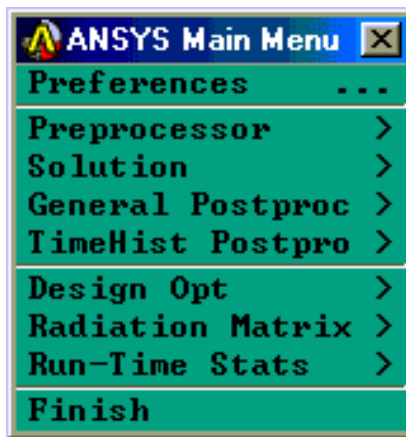 ANSYS Main Menu
Preferences ...
Preprocessor >
Solution >
General Postproc >
TimeHist Postpro >
Design Opt >
Radiation Matrix >
Run-Time Stats >
Finish